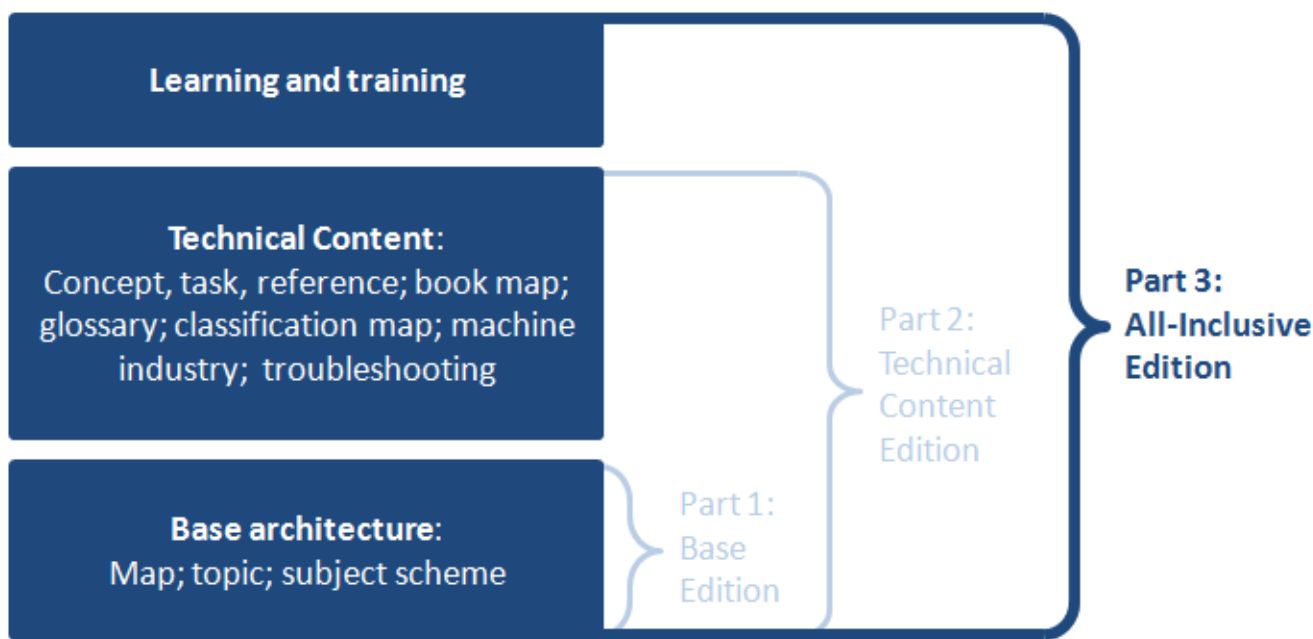 Learning and training
Technical Content:
Concept, task, reference; book map;
glossary; classification map; machine
industry; troubleshooting
Base architecture:
Map; topic; subject scheme
Part 1:
Base
Edition
Part 2:
Technical
Content
Edition
Part 3:
All-Inclusive
Edition